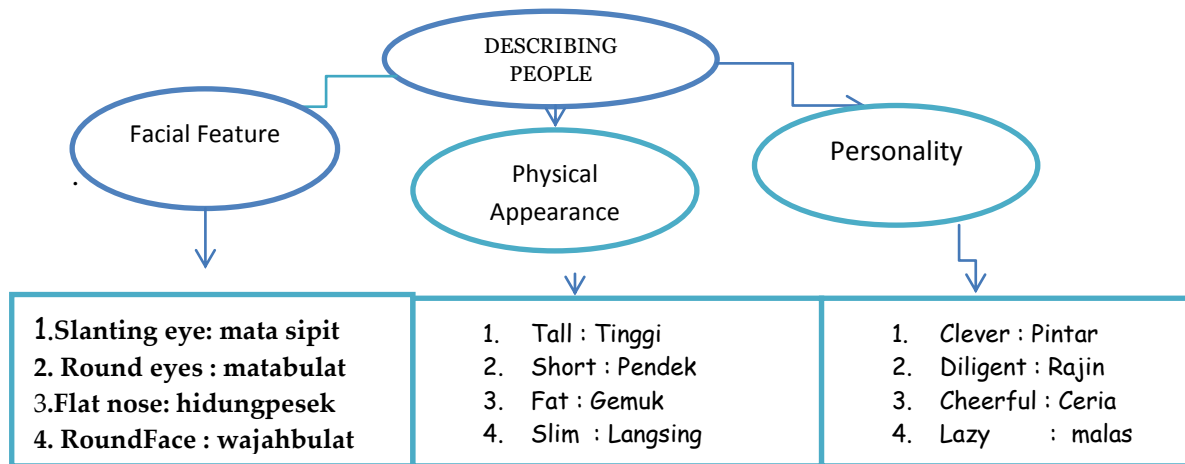 DESCRIBING
PEOPLE
Facial Feature
.
Physical
Appearance
Personality
1.Slanting eye: mata sipit
2. Round eyes : matabulat
3.Flat nose: hidungpesek
4. RoundFace : wajahbulat
1. Tall : Tinggi
2. Short : Pendek
3. Fat : Gemuk
4. Slim : Langsing
1. Clever : Pintar
2. Diligent : Rajin
3. Cheerful : Ceria
4. Lazy : malas